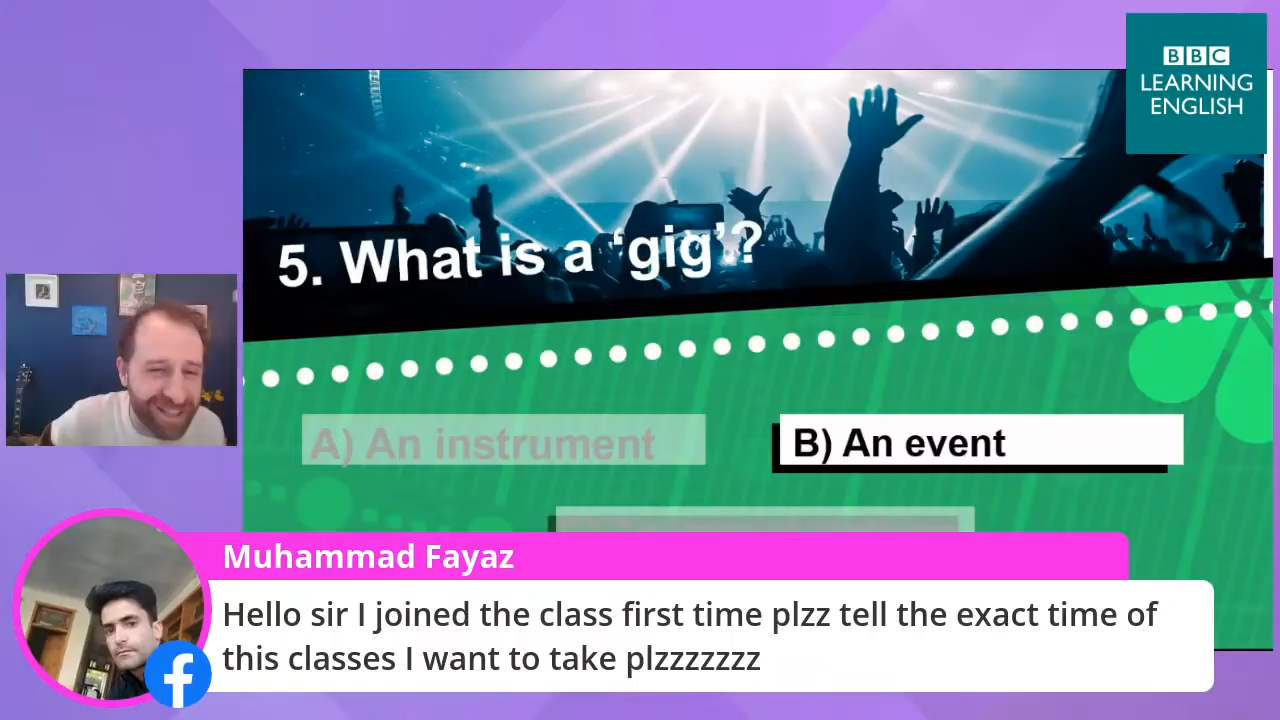 BBC
LEARNING
ENGLISH
5. What is a ‘gig’?
A) An instrument
B) An event
Muhammad Fayaz
Hello sir I joined the class first time plzz tell the exact time of
this classes I want to take plzzzzzzz